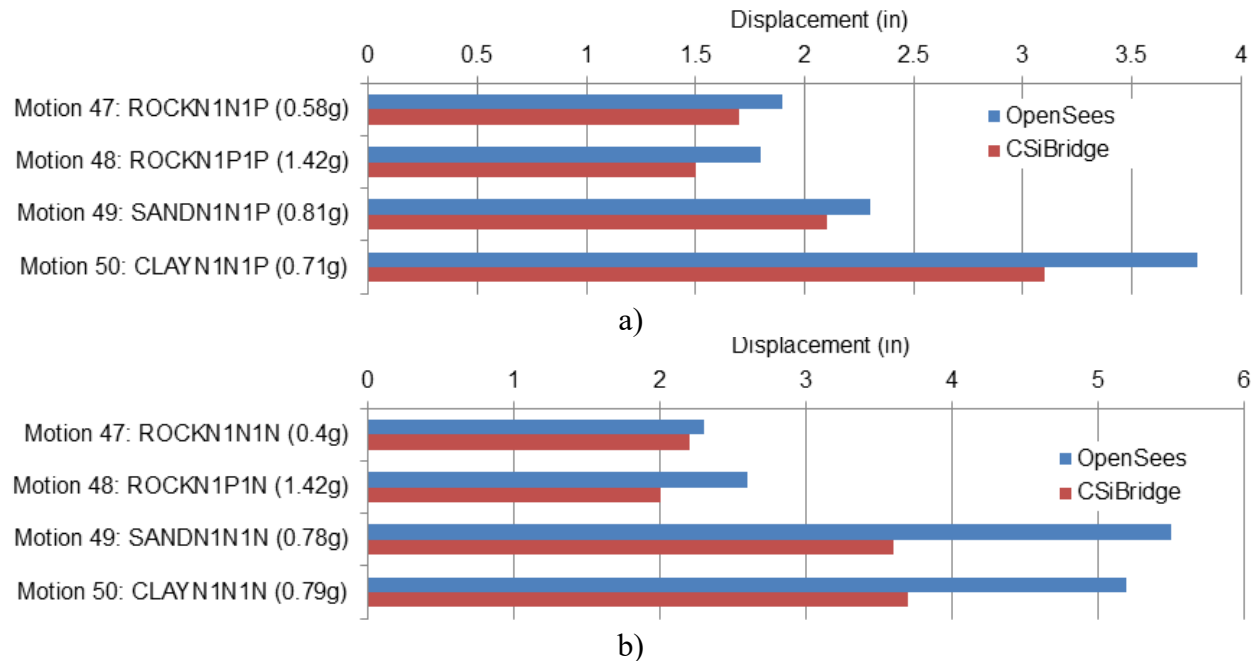 Displacement (in)
0 0.5 1 1.5 2 2.5 3 3.5 4
Motion 47: ROCKN1N1P (0.58g)
OpenSees
CSiBridge
Motion 48: ROCKN1P1P (1.42g)
Motion 49: SANDN1N1P (0.81g)
Motion 50: CLAYN1N1P (0.71g)
a)
Displacement (in)
0 1 2 3 4 5 6
Motion 47: ROCKN1N1N (0.4g)
OpenSees
Motion 48: ROCKN1P1N (1.42g)
CSiBridge
Motion 49: SANDN1N1N (0.78g)
Motion 50: CLAYN1N1N (0.79g)
b)